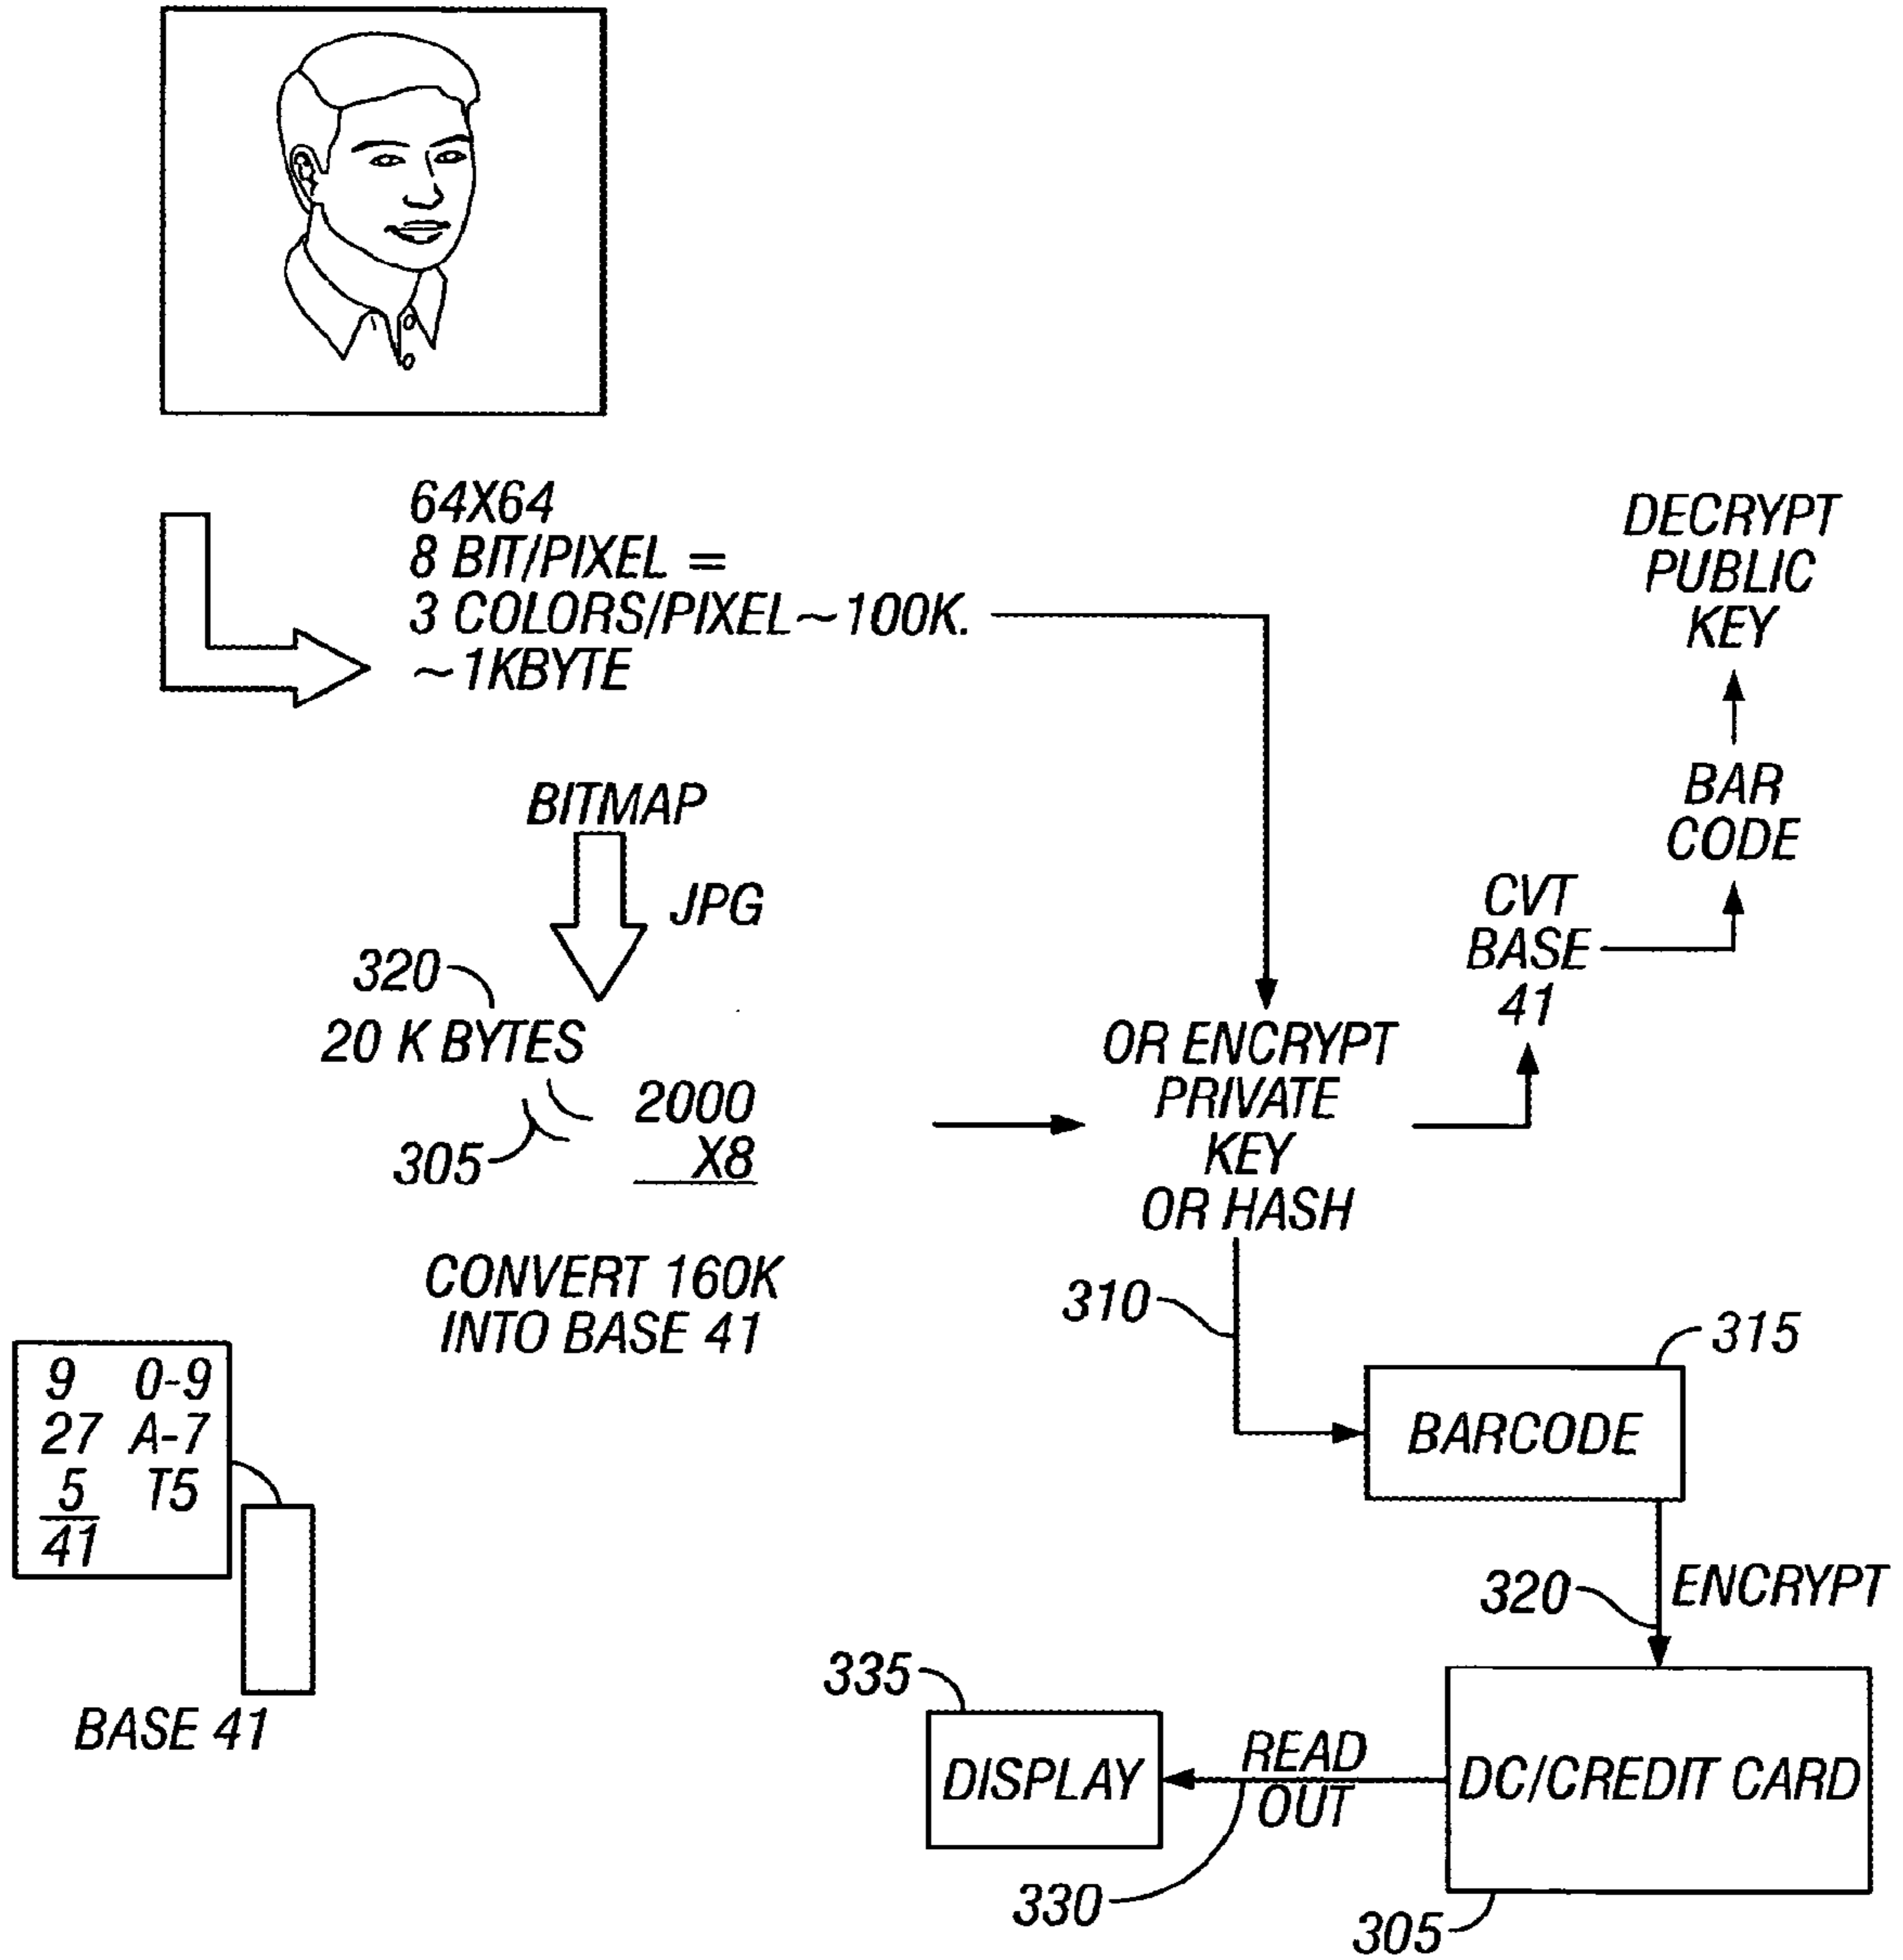 64X64
8 BIT/PIXEL =
3 COLORS/PIXEL~100K.
~1KBYTE
DECRYPT
PUBLIC
KEY
BAR
CODE
CVT
BASE
41
BITMAP
JPG
320
20 K BYTES
305
2000
X8
OR ENCRYPT
PRIVATE
KEY
OR HASH
CONVERT 160K
INTO BASE 41
310
315
BARCODE
9 0-9
27 A-7
5 T5
41
BASE 41
320
ENCRYPT
335
DISPLAY
READ
OUT
330
DC/CREDIT CARD
305